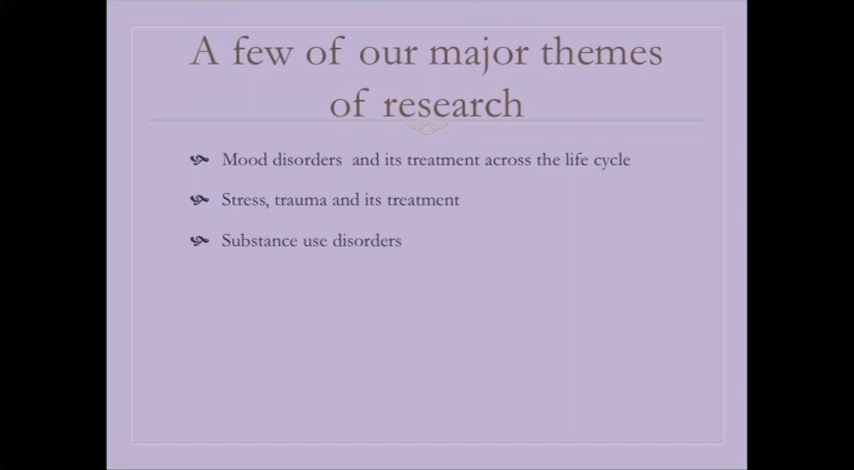 A few of our major themes
of research
Mood disorders and its treatment across the life cycle
Stress, trauma and its treatment
Substance use disorders